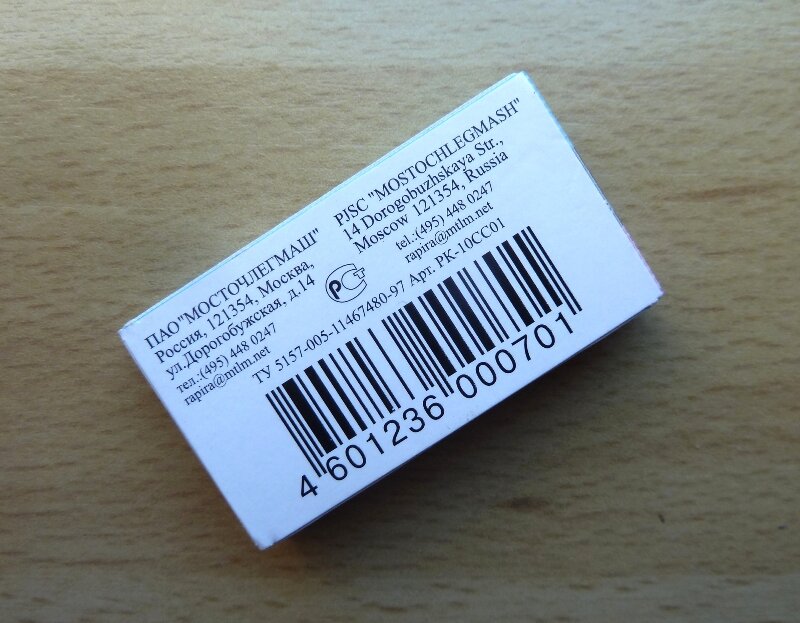 ПАО "МОСТОЧЛЕГМАШ"
Россия, 121354, Москва,
ул.Дорогобужская, д.14
тел.:(495) 448 0247
rapira@mtlm.net
PJSC "MOSTOCHLEGMASH"
14 Dorogobuzhskaya Str.,
Moscow 121354, Russia
tel.:(495) 448 0247
rapira@mtlm.net
РСТ
ТУ 5157-005-11467480-97 Арт. РК-10СС01
4 601236 000701